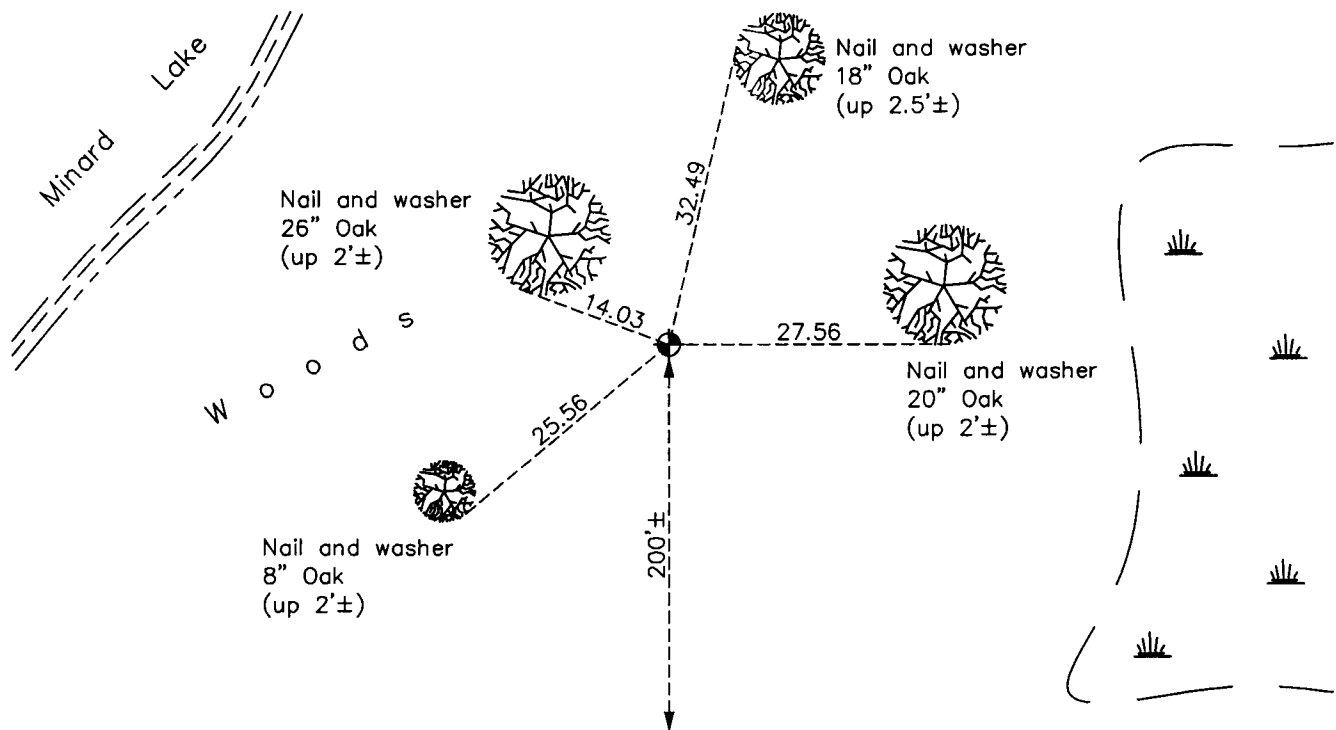 Minard Lake
Nail and washer
18" Oak
(up 2.5'±)
Nail and washer
26" Oak
(up 2'±)
32.49
14.03
27.56
Woods
Nail and washer
20" Oak
(up 2'±)
25.56
Nail and washer
8" Oak
(up 2'±)
200'±